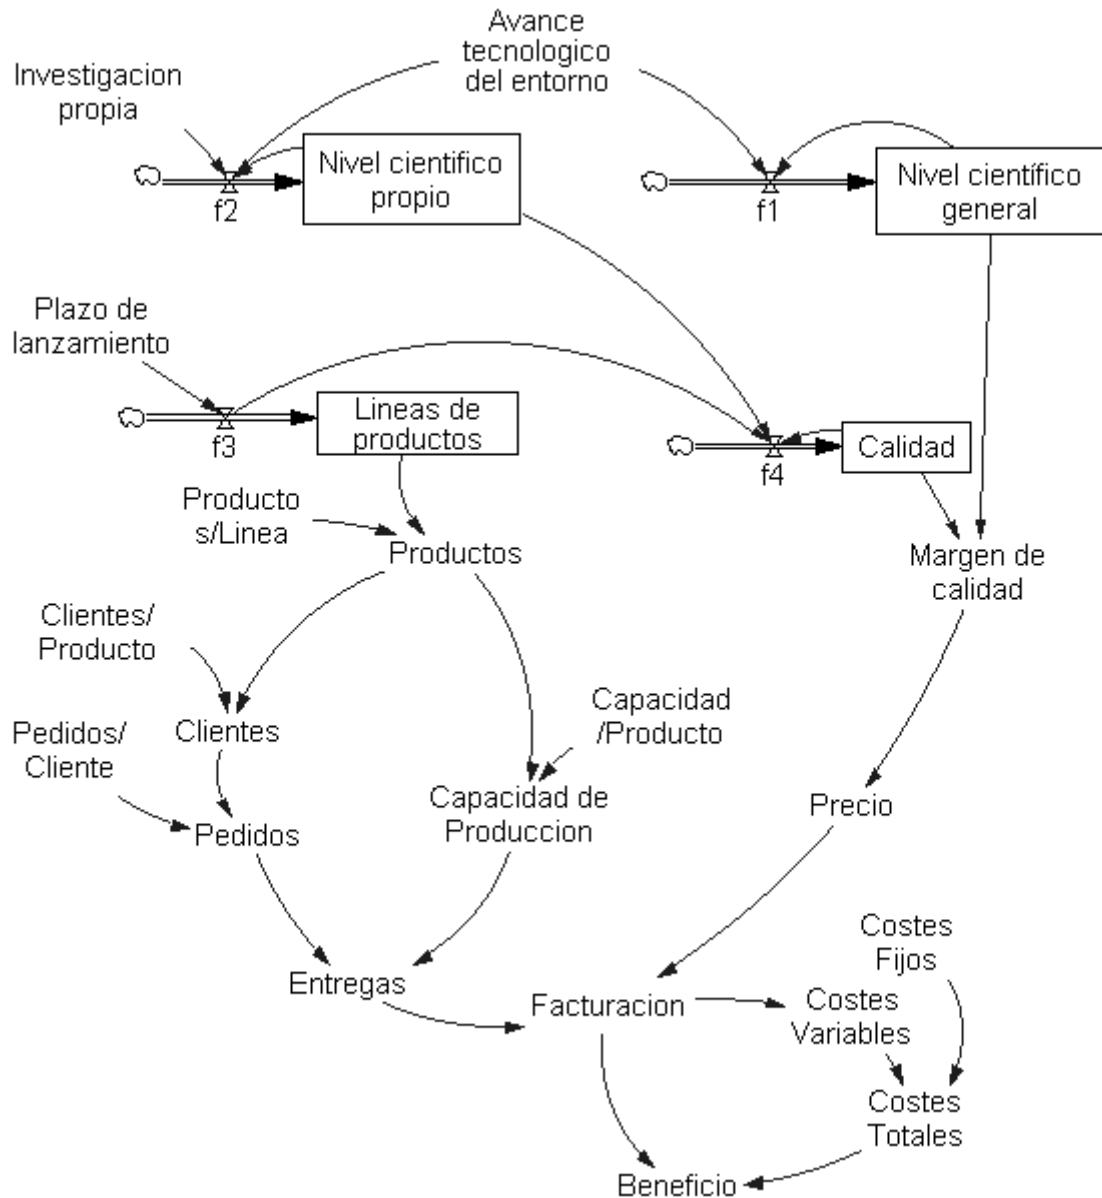 Avance
tecnologico
del entorno
Investigacion
propia
Nivel científico
propio
f2
Nivel científico
general
f1
Plazo de
lanzamiento
Lineas de
productos
f3
Calidad
f4
Producto
s/Linea
Productos
Margen de
calidad
Clientes/
Producto
Capacidad
/Producto
Clientes
Pedidos/
Cliente
Capacidad de
Produccion
Precio
Pedidos
Costes
Fijos
Entregas
Facturacion
Costes
Variables
Costes
Totales
Beneficio